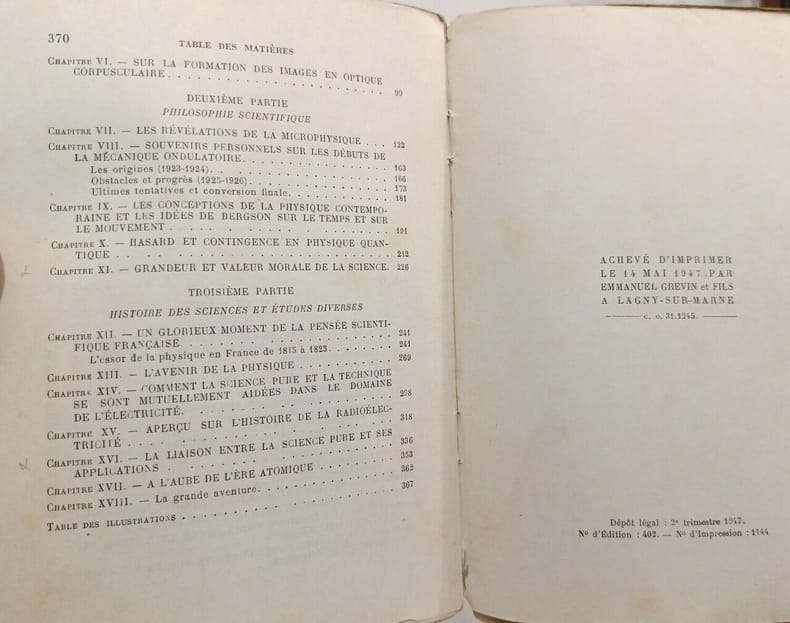 370
TABLE DES MATIÈRES
CHAPITRE VI. — SUR LA FORMATION DES IMAGES EN OPTIQUE
CORPUSCULAIRE. . . . . . . . . . . . . . . . . . . . . . 99
DEUXIÈME PARTIE
PHILOSOPHIE SCIENTIFIQUE
CHAPITRE VII. — LES RÉVÉLATIONS DE LA MICROPHYSIQUE . . . 122
CHAPITRE VIII. — SOUVENIRS PERSONNELS SUR LES DÉBUTS DE
LA MÉCANIQUE ONDULATOIRE. . . . . . . . . . . . . . 163
Les origines (1923-1924). . . . . . . . . . . . . . . . 166
Obstacles et progrès (1925-1926). . . . . . . . . . . . 173
Ultimes tentatives et conversion finale. . . . . . . . . 181
CHAPITRE IX. — LES CONCEPTIONS DE LA PHYSIQUE CONTEMPO-
RAINE ET LES IDÉES DE BERGSON SUR LE TEMPS ET SUR
LE MOUVEMENT . . . . . . . . . . . . . . . . . . 191
CHAPITRE X. — HASARD ET CONTINGENCE EN PHYSIQUE QUAN-
TIQUE . . . . . . . . . . . . . . . . . . . . . . . 212
CHAPITRE XI. — GRANDEUR ET VALEUR MORALE DE LA SCIENCE. 226
TROISIÈME PARTIE
HISTOIRE DES SCIENCES ET ÉTUDES DIVERSES
CHAPITRE XII. — UN GLORIEUX MOMENT DE LA PENSÉE SCIENTI-
FIQUE FRANÇAISE. . . . . . . . . . . . . . . . . . . 241
L'essor de la physique en France de 1815 à 1825. . . . . . 241
CHAPITRE XIII. — L'AVENIR DE LA PHYSIQUE . . . . . . . . 269
CHAPITRE XIV. — COMMENT LA SCIENCE PURE ET LA TECHNIQUE
SE SONT MUTUELLEMENT AIDÉES DANS LE DOMAINE
DE L'ÉLECTRICITÉ. . . . . . . . . . . . . . . . . . 298
CHAPITRE XV. — APERÇU SUR L'HISTOIRE DE LA RADIOÉLEC-
TRICITÉ . . . . . . . . . . . . . . . . . . . . . . 318
CHAPITRE XVI. — LA LIAISON ENTRE LA SCIENCE PURE ET SES
APPLICATIONS . . . . . . . . . . . . . . . . . . . 336
CHAPITRE XVII. — A L'AUBE DE L'ÈRE ATOMIQUE . . . . . . . 353
CHAPITRE XVIII. — La grande aventure. . . . . . . . . . . 362
TABLE DES ILLUSTRATIONS . . . . . . . . . . . . . . . . 367
ACHEVÉ D'IMPRIMER
LE 14 MAI 1947 PAR
EMMANUEL GREVIN et FILS
A LAGNY-SUR-MARNE
c. o. 31.1245.
Dépôt légal : 2e trimestre 1947.
No d'Édition : 402. — No d'Impression : 1144